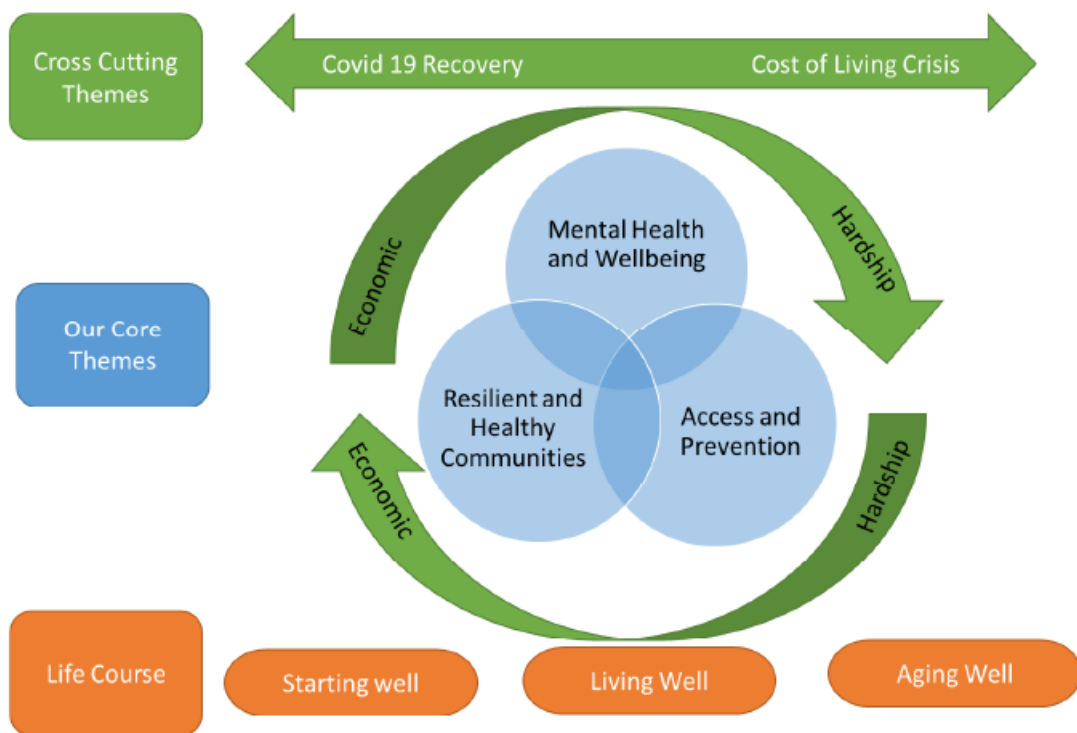 Cross Cutting
Themes
Covid 19 Recovery
Cost of Living Crisis
Economic
Hardship
Mental Health
and Wellbeing
Our Core
Themes
Resilient and
Healthy
Communities
Access and
Prevention
Economic
Hardship
Life Course
Starting well
Living Well
Aging Well